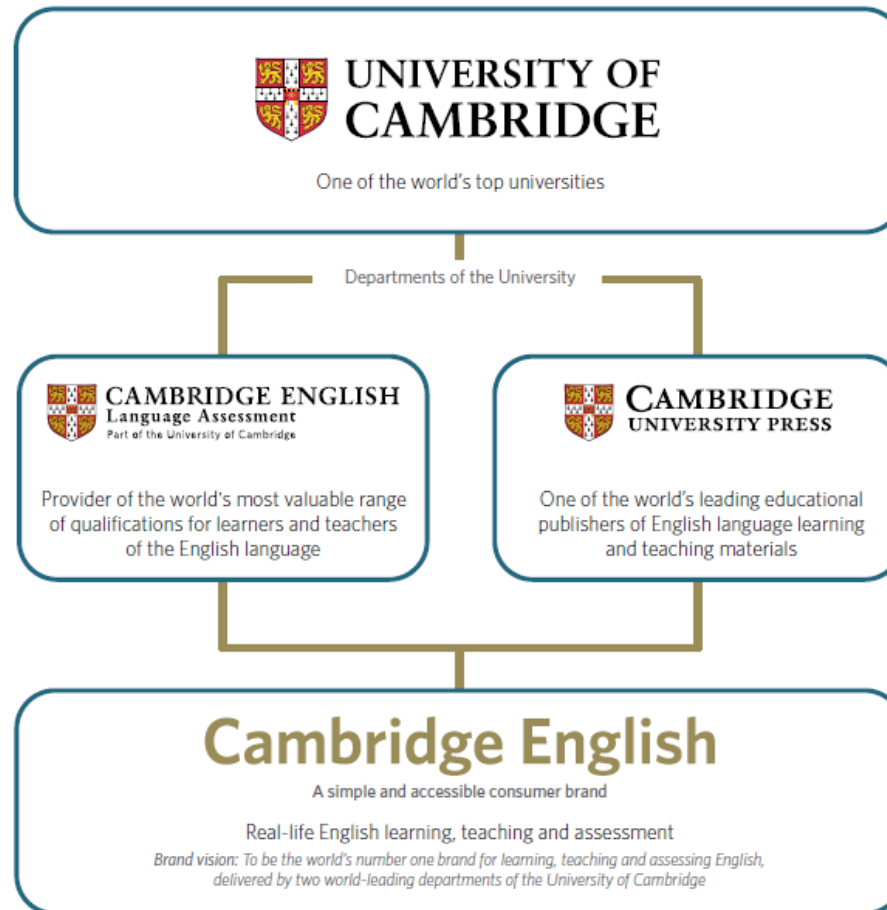 UNIVERSITY OF
CAMBRIDGE
One of the world's top universities
Departments of the University
CAMBRIDGE ENGLISH
Language Assessment
Part of the University of Cambridge
Provider of the world's most valuable range
of qualifications for learners and teachers
of the English language
CAMBRIDGE
UNIVERSITY PRESS
One of the world's leading educational
publishers of English language learning
and teaching materials
Cambridge English
A simple and accessible consumer brand
Real-life English learning, teaching and assessment
Brand vision: To be the world's number one brand for learning, teaching and assessing English,
delivered by two world-leading departments of the University of Cambridge